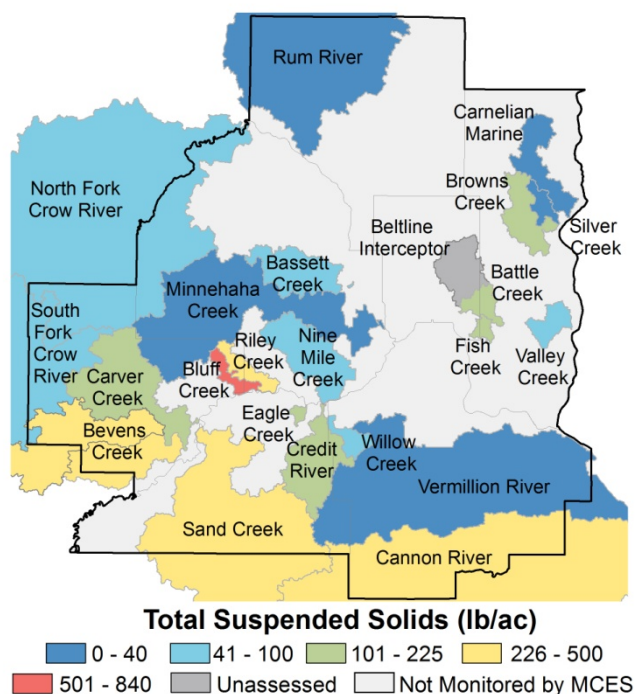 Rum River
Carnelian
Marine
North Fork
Crow River
Browns
Creek
Silver
Creek
Beltline
Interceptor
Bassett
Creek
Battle
Creek
Minnehaha
Creek
South
Fork
Crow
River
Riley
Creek
Nine
Mile
Creek
Fish
Creek
Valley
Creek
Bluff
Creek
Carver
Creek
Eagle
Creek
Bevens
Creek
Credit
River
Willow
Creek
Vermillion River
Sand Creek
Cannon River
Total Suspended Solids (lb/ac)
0 - 40 41 - 100 101 - 225 226 - 500
501 - 840 Unassessed Not Monitored by MCES